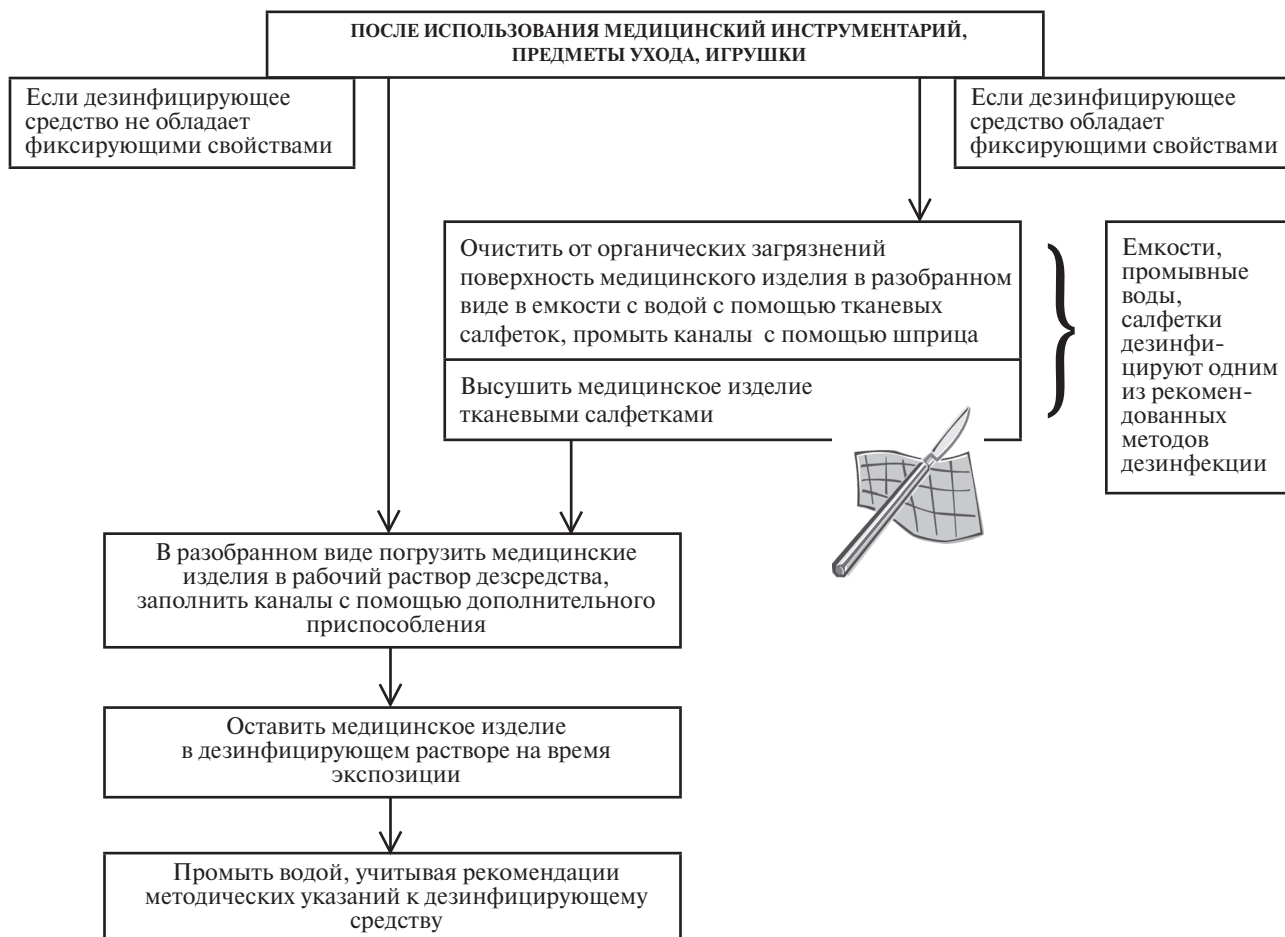 ПОСЛЕ ИСПОЛЬЗОВАНИЯ МЕДИЦИНСКИЙ ИНСТРУМЕНТАРИЙ,
ПРЕДМЕТЫ УХОДА, ИГРУШКИ
Если дезинфицирующее
средство не обладает
фиксирующими свойствами
Если дезинфицирующее
средство обладает
фиксирующими свойствами
Очистить от органических загрязнений
поверхность медицинского изделия в разобранном
виде в емкости с водой с помощью тканевых
салфеток, промыть каналы с помощью шприца
Высушить медицинское изделие
тканевыми салфетками
Емкости,
промывные
воды,
салфетки
дезинфи-
цируют одним
из рекомен-
дованных
методов
дезинфекции
В разобранном виде погрузить медицинские
изделия в рабочий раствор дезсредства,
заполнить каналы с помощью дополнительного
приспособления
Оставить медицинское изделие
в дезинфицирующем растворе на время
экспозиции
Промыть водой, учитывая рекомендации
методических указаний к дезинфицирующему
средству